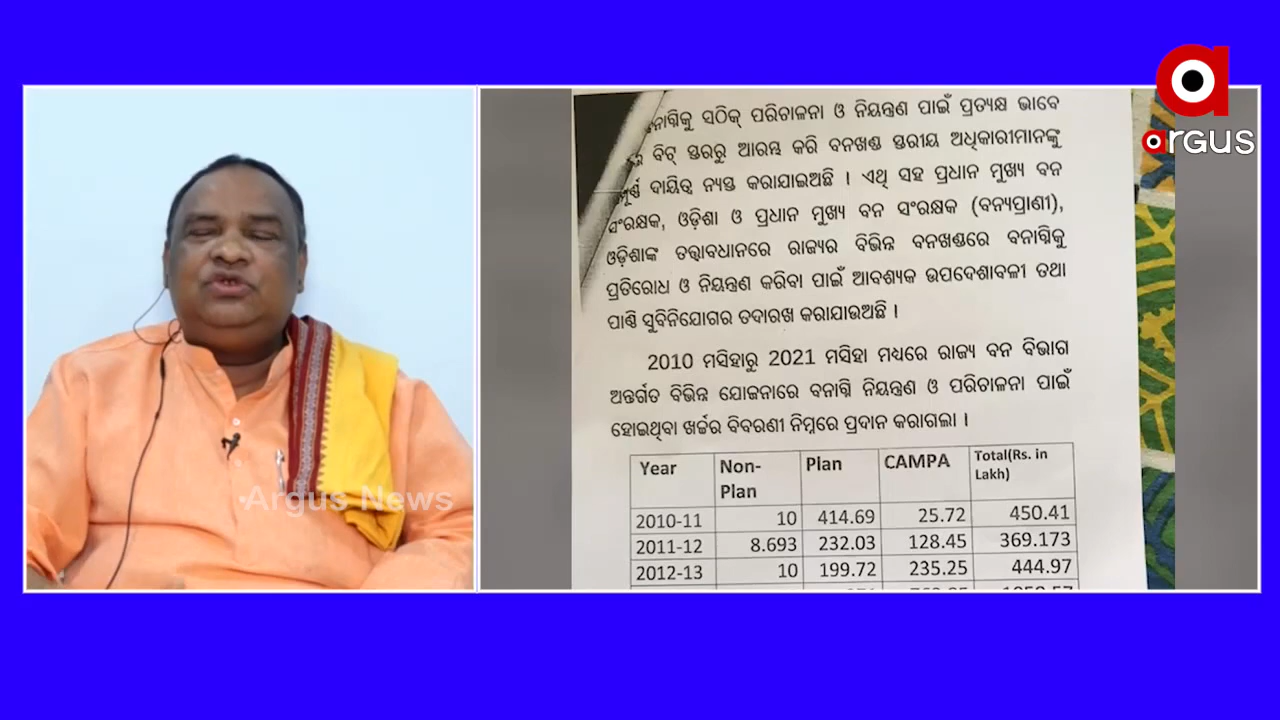 argus
Argus News
ସଠିକ୍ ପରିଚାଳନା ଓ ନିୟନ୍ତ୍ରଣ ପାଇଁ ପ୍ରତ୍ୟକ୍ଷ ଭାବେ
ବିଟ୍ ସ୍ତରରୁ ଆରମ୍ଭ କରି ବନଖଣ୍ଡ ସ୍ତରୀୟ ଅଧିକାରୀମାନଙ୍କୁ
ଦାୟିତ୍ୱ ନ୍ୟସ୍ତ କରାଯାଇଅଛି । ଏଥି ସହ ପ୍ରଧାନ ମୁଖ୍ୟ ବନ
ସଂରକ୍ଷକ, ଓଡ଼ିଶା ଓ ପ୍ରଧାନ ମୁଖ୍ୟ ବନ ସଂରକ୍ଷକ (ବନ୍ୟପ୍ରାଣୀ),
ଓଡ଼ିଶାଙ୍କ ତତ୍ତ୍ୱାବଧାନରେ ରାଜ୍ୟର ବିଭିନ୍ନ ବନଖଣ୍ଡରେ ବନାଗ୍ନିକୁ
ପ୍ରତିରୋଧ ଓ ନିୟନ୍ତ୍ରଣ କରିବା ପାଇଁ ଆବଶ୍ୟକ ଉପଦେଶାବଳୀ ତଥା
ପାଣ୍ଠି ସୁବିନିଯୋଗର ତଦାରଖ କରାଯାଉଅଛି ।
2010 ମସିହାରୁ 2021 ମସିହା ମଧ୍ୟରେ ରାଜ୍ୟ ବନ ବିଭାଗ
ଅନ୍ତର୍ଗତ ବିଭିନ୍ନ ଯୋଜନାରେ ବନାଗ୍ନି ନିୟନ୍ତ୍ରଣ ଓ ପରିଚାଳନା ପାଇଁ
ହୋଇଥିବା ଖର୍ଚ୍ଚର ବିବରଣୀ ନିମ୍ନରେ ପ୍ରଦାନ କରାଗଲା ।
Year Non-Plan Plan CAMPA Total(Rs. in Lakh)
2010-11 10 414.69 25.72 450.41
2011-12 8.693 232.03 128.45 369.173
2012-13 10 199.72 235.25 444.97